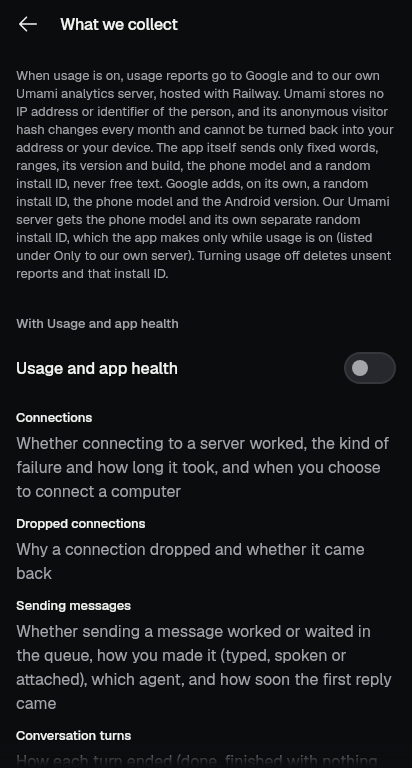 What we collect
When usage is on, usage reports go to Google and to our own
Umami analytics server, hosted with Railway. Umami stores no
IP address or identifier of the person, and its anonymous visitor
hash changes every month and cannot be turned back into your
address or your device. The app itself sends only fixed words,
ranges, its version and build, the phone model and a random
install ID, never free text. Google adds, on its own, a random
install ID, the phone model and the Android version. Our Umami
server gets the phone model and its own separate random
install ID, which the app makes only while usage is on (listed
under Only to our own server). Turning usage off deletes unsent
reports and that install ID.
With Usage and app health
Usage and app health
Connections
Whether connecting to a server worked, the kind of
failure and how long it took, and when you choose
to connect a computer
Dropped connections
Why a connection dropped and whether it came
back
Sending messages
Whether sending a message worked or waited in
the queue, how you made it (typed, spoken or
attached), which agent, and how soon the first reply
came
Conversation turns
How each turn ended (done, finished with nothing